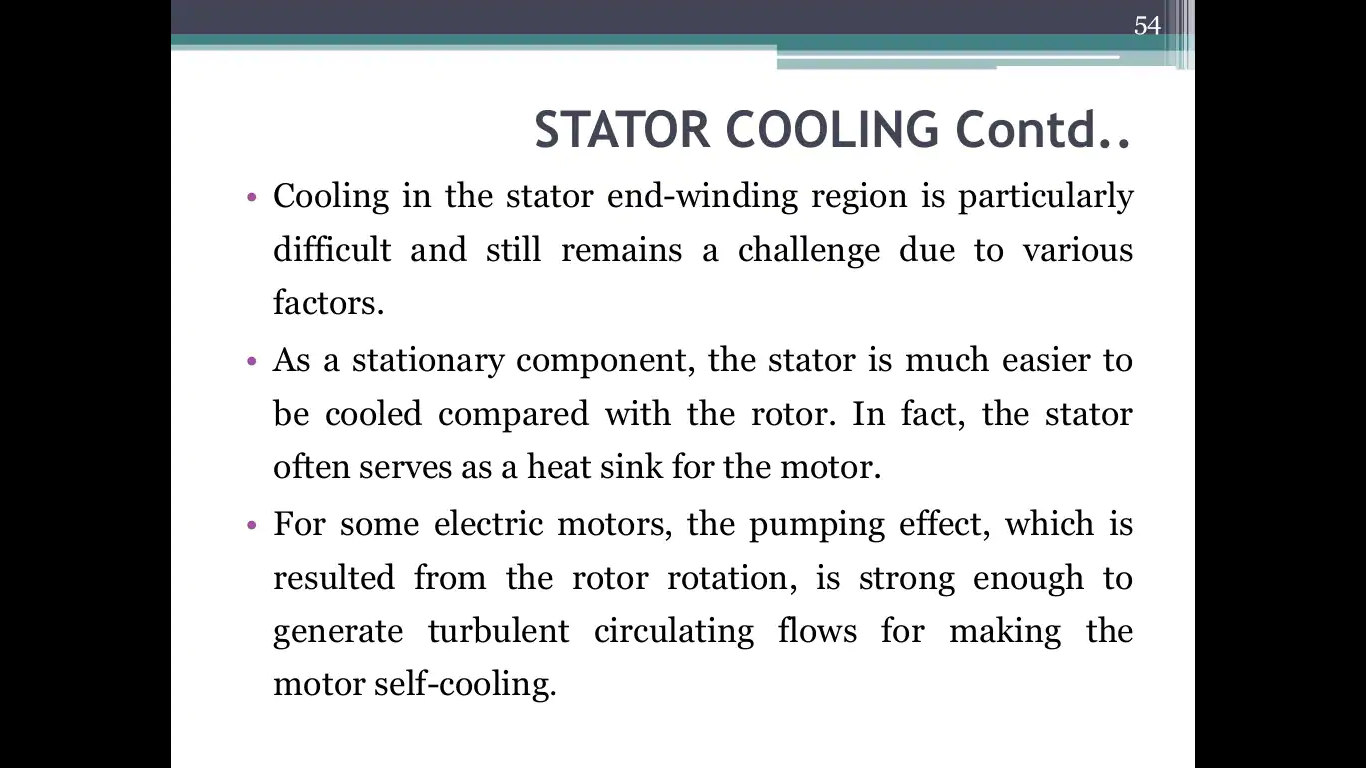 54
STATOR COOLING Contd..
• Cooling in the stator end-winding region is particularly
difficult and still remains a challenge due to various
factors.
• As a stationary component, the stator is much easier to
be cooled compared with the rotor. In fact, the stator
often serves as a heat sink for the motor.
• For some electric motors, the pumping effect, which is
resulted from the rotor rotation, is strong enough to
generate turbulent circulating flows for making the
motor self-cooling.